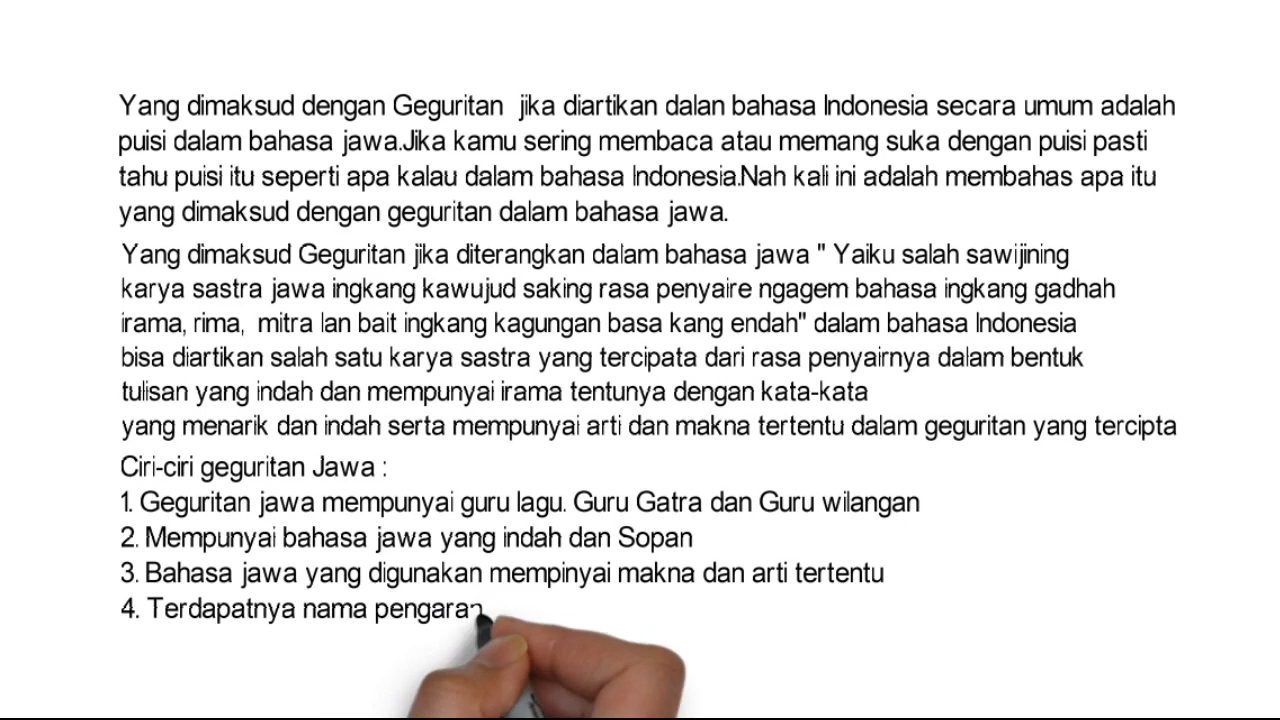 Yang dimaksud dengan Geguritan jika diartikan dalan bahasa Indonesia secara umum adalah
puisi dalam bahasa jawa.Jika kamu sering membaca atau memang suka dengan puisi pasti
tahu puisi itu seperti apa kalau dalam bahasa Indonesia.Nah kali ini adalah membahas apa itu
yang dimaksud dengan geguritan dalam bahasa jawa.
Yang dimaksud Geguritan jika diterangkan dalam bahasa jawa " Yaiku salah sawijining
karya sastra jawa ingkang kawujud saking rasa penyaire ngagem bahasa ingkang gadhah
irama, rima, mitra lan bait ingkang kagungan basa kang endah" dalam bahasa Indonesia
bisa diartikan salah satu karya sastra yang tercipata dari rasa penyairnya dalam bentuk
tulisan yang indah dan mempunyai irama tentunya dengan kata-kata
yang menarik dan indah serta mempunyai arti dan makna tertentu dalam geguritan yang tercipta
Ciri-ciri geguritan Jawa :
1. Geguritan jawa mempunyai guru lagu. Guru Gatra dan Guru wilangan
2. Mempunyai bahasa jawa yang indah dan Sopan
3. Bahasa jawa yang digunakan mempinyai makna dan arti tertentu
4. Terdapatnya nama pengaran